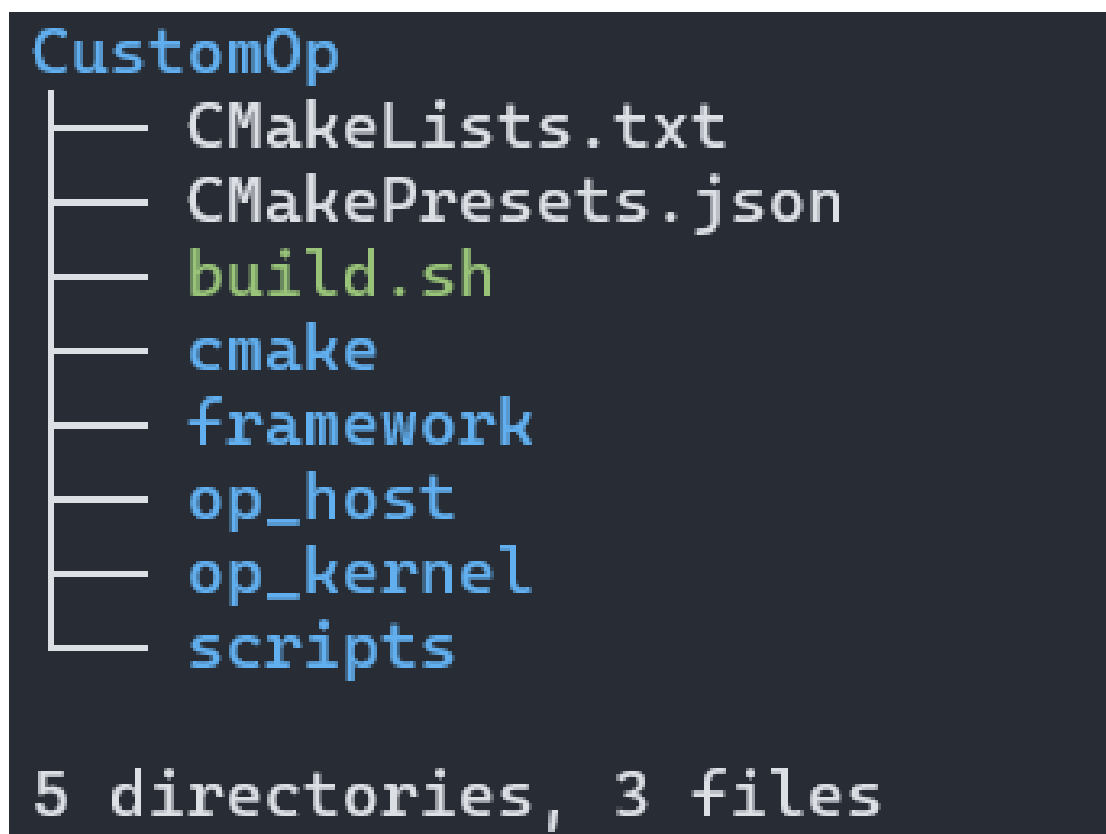 CustomOp
├── CMakeLists.txt
├── CMakePresets.json
├── build.sh
├── cmake
├── framework
├── op_host
├── op_kernel
└── scripts
5 directories, 3 files